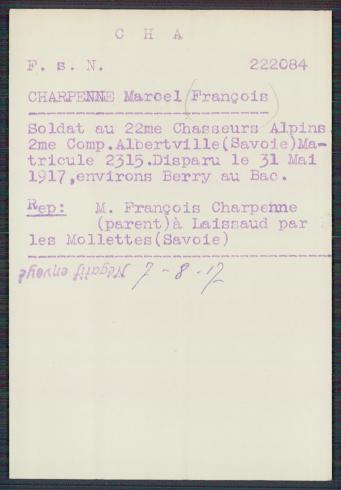 C H A
F. s. N. 222084
CHARPENNE Marcel (François)
Soldat au 22me Chasseurs Alpins
2me Comp.Albertville(Savoie)Ma-
tricule 2315.Disparu le 31 Mai
1917,environs Berry au Bac.
Rep: M. François Charpenne
(parent)à Laissaud par
les Mollettes(Savoie)
Négatif envoyé 7-8-17